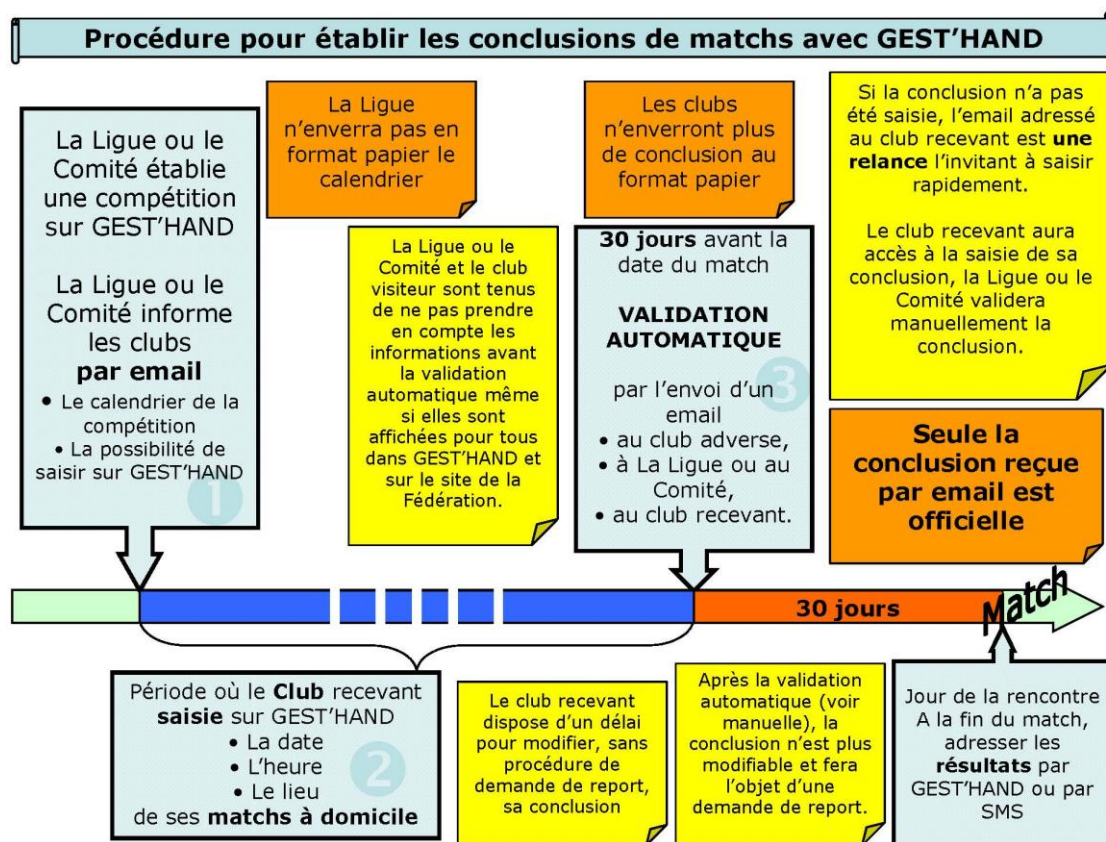 Procédure pour établir les conclusions de matchs avec GEST'HAND
La Ligue ou le
Comité établie
une compétition
sur GEST'HAND
La Ligue ou le
Comité informe
les clubs
par email
• Le calendrier de la
compétition
• La possibilité de
saisir sur GEST'HAND
1
La Ligue
n'enverra pas en
format papier le
calendrier
La Ligue ou le
Comité et le club
visiteur sont tenus
de ne pas prendre
en compte les
informations avant
la validation
automatique même
si elles sont
affichées pour tous
dans GEST'HAND et
sur le site de la
Fédération.
Les clubs
n'enverront plus
de conclusion au
format papier
30 jours avant la
date du match
VALIDATION
AUTOMATIQUE
3
par l'envoi d'un
email
• au club adverse,
• à La Ligue ou au
Comité,
• au club recevant.
Si la conclusion n'a pas
été saisie, l'email adressé
au club recevant est une
relance l'invitant à saisir
rapidement.
Le club recevant aura
accès à la saisie de sa
conclusion, la Ligue ou le
Comité validera
manuellement la
conclusion.
Seule la
conclusion reçue
par email est
officielle
30 jours
Match
Période où le Club recevant
saisie sur GEST'HAND
• La date
• L'heure
• Le lieu
2
de ses matchs à domicile
Le club recevant
dispose d'un délai
pour modifier, sans
procédure de
demande de report,
sa conclusion
Après la validation
automatique (voir
manuelle), la
conclusion n'est plus
modifiable et fera
l'objet d'une
demande de report.
Jour de la rencontre
A la fin du match,
adresser les
résultats par
GEST'HAND ou par
SMS